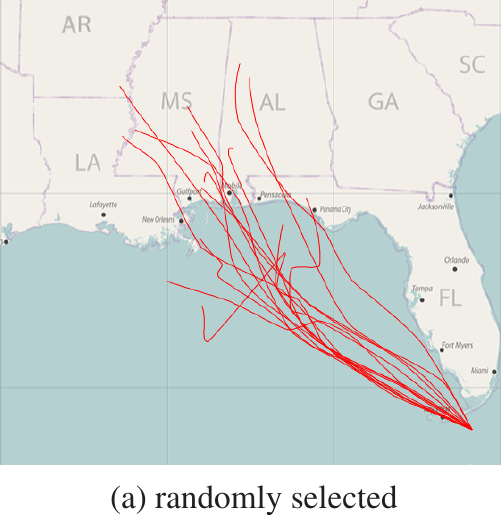 AR
SC
MS
AL
GA
LA
Gulfport
Mobile
Pensacola
Lafayette
New Orleans
Panama City
Jacksonville
Orlando
Tampa
FL
Fort Myers
Miami
(a) randomly selected